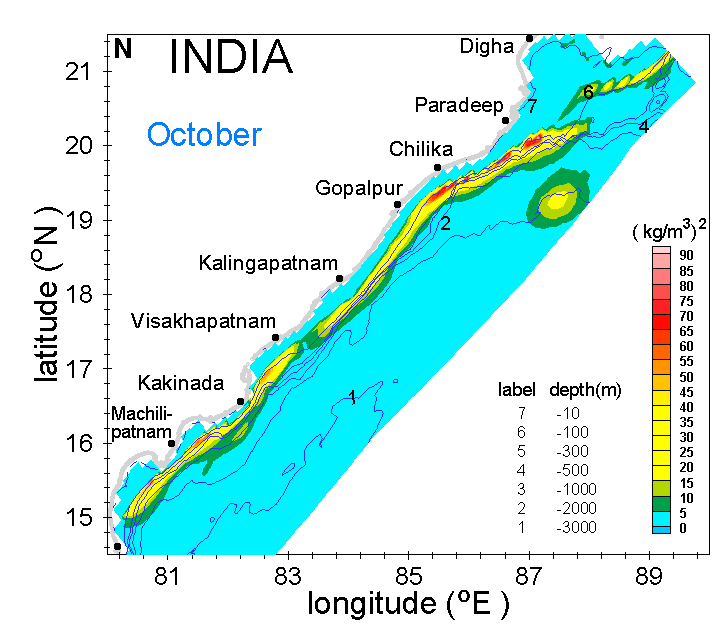 N INDIA
October
Digha
Paradeep
Chilika
Gopalpur
Kalingapatnam
Visakhapatnam
Kakinada
Machili-
patnam
7
6
4
2
1
latitude (°N)
21
20
19
18
17
16
15
81 83 85 87 89
longitude (°E )
( kg/m³)²
90
85
80
75
70
65
60
55
50
45
40
35
30
25
20
15
10
5
0
label depth(m)
7 -10
6 -100
5 -300
4 -500
3 -1000
2 -2000
1 -3000